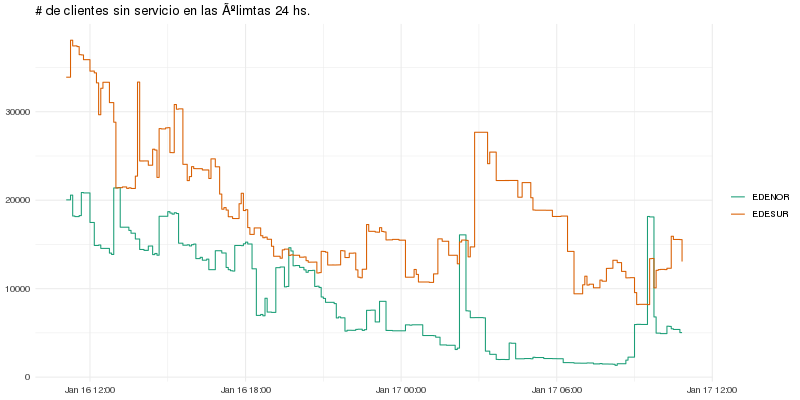 # de clientes sin servicio en las Ãºlimtas 24 hs.
30000
20000
10000
0
Jan 16 12:00
Jan 16 18:00
Jan 17 00:00
Jan 17 06:00
Jan 17 12:00
EDENOR
EDESUR